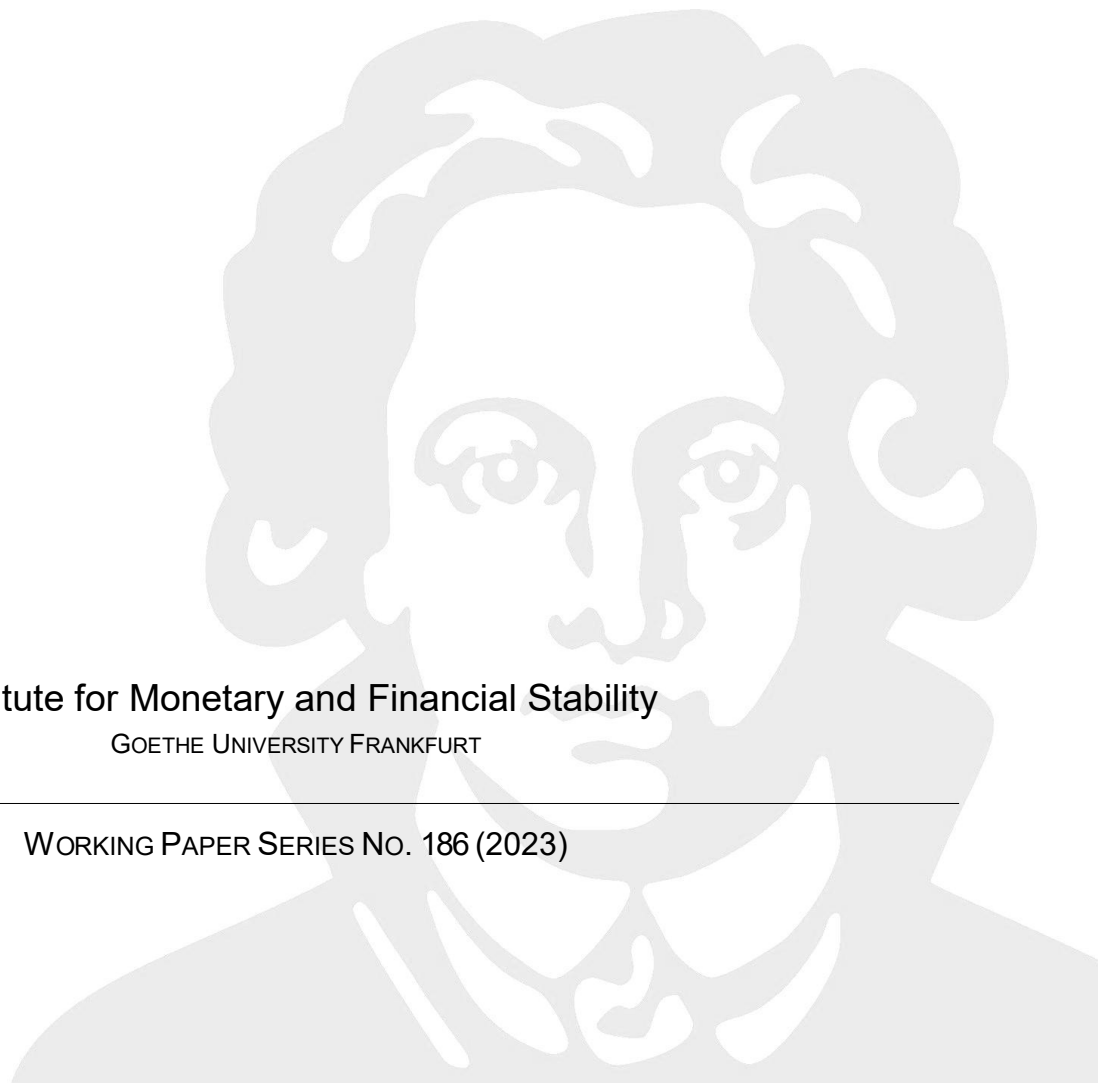 tute for Monetary and Financial Stability
GOETHE UNIVERSITY FRANKFURT
WORKING PAPER SERIES NO. 186 (2023)